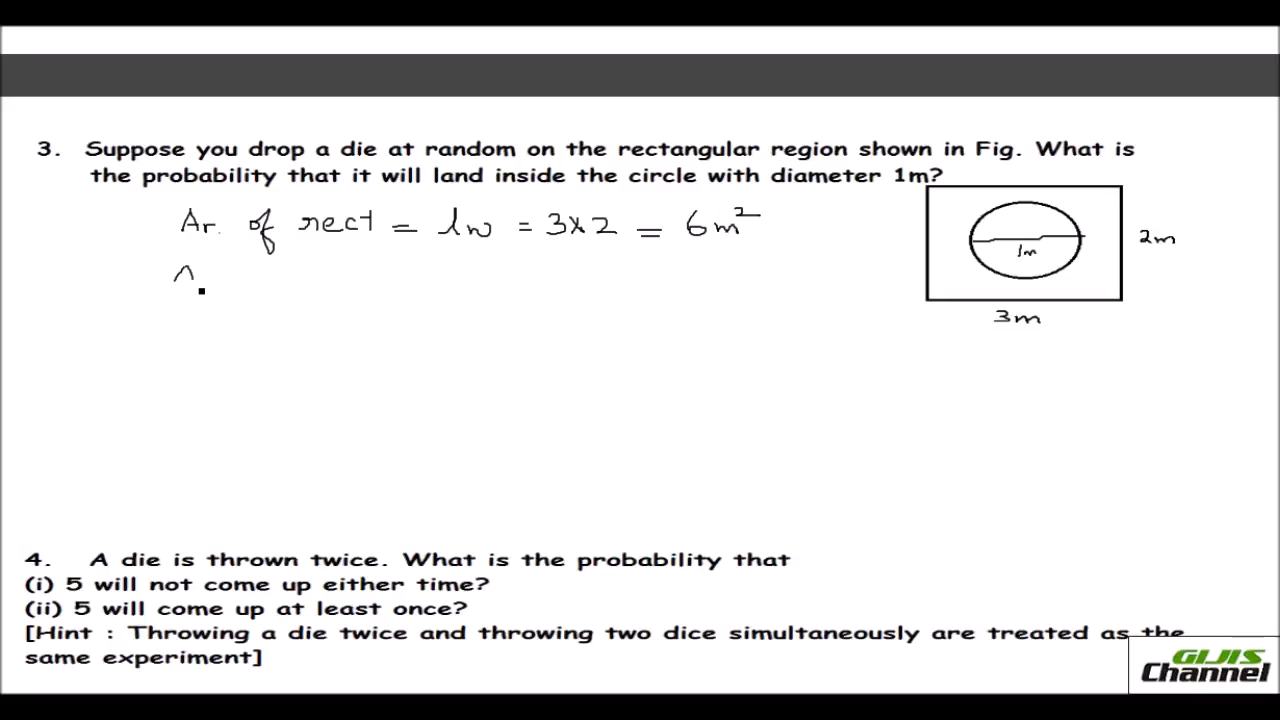 3. Suppose you drop a die at random on the rectangular region shown in Fig. What is
the probability that it will land inside the circle with diameter 1m?
Ar. of rect = lw = 3x2 = 6m²
A
1m
2m
3m
4. A die is thrown twice. What is the probability that
(i) 5 will not come up either time?
(ii) 5 will come up at least once?
[Hint : Throwing a die twice and throwing two dice simultaneously are treated as the
same experiment]
GIJIS
Channel